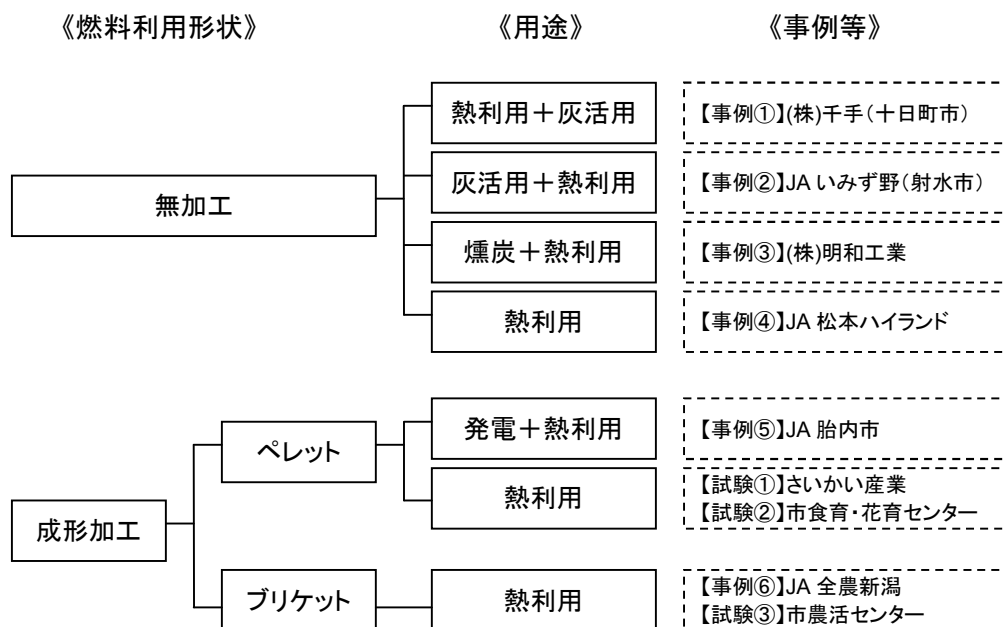 《燃料利用形状》 《用途》 《事例等》
熱利用＋灰活用 【事例①】(株)千手（十日町市）
無加工
灰活用＋熱利用 【事例②】JA いみず野（射水市）
燻炭＋熱利用 【事例③】(株)明和工業
熱利用 【事例④】JA 松本ハイランド
成形加工
ペレット
発電＋熱利用 【事例⑤】JA 胎内市
熱利用
【試験①】さいかい産業
【試験②】市食育・花育センター
ブリケット 熱利用
【事例⑥】JA 全農新潟
【試験③】市農活センター